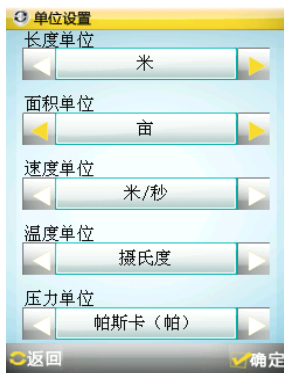 单位设置
长度单位
米
面积单位
亩
速度单位
米/秒
温度单位
摄氏度
压力单位
帕斯卡（帕）
返回 确定